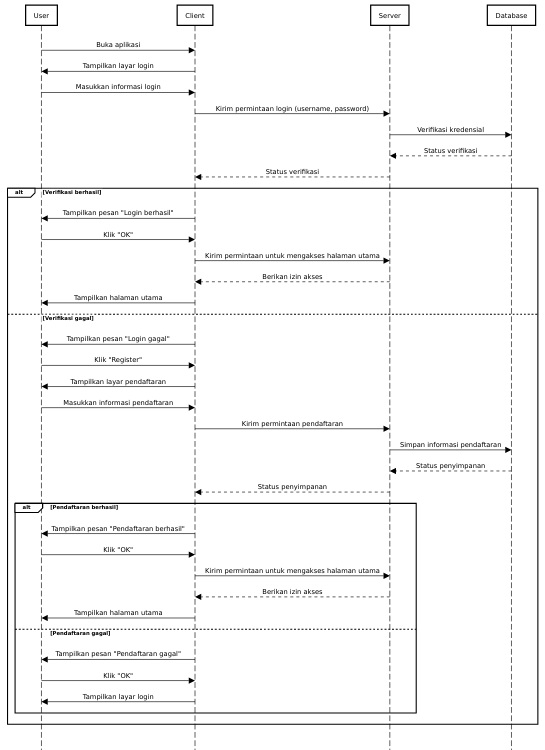 User
Client
Server
Database
Buka aplikasi
Tampilkan layar login
Masukkan informasi login
Kirim permintaan login (username, password)
Verifikasi kredensial
Status verifikasi
Status verifikasi
alt
[Verifikasi berhasil]
Tampilkan pesan "Login berhasil"
Klik "OK"
Kirim permintaan untuk mengakses halaman utama
Berikan izin akses
Tampilkan halaman utama
[Verifikasi gagal]
Tampilkan pesan "Login gagal"
Klik "Register"
Tampilkan layar pendaftaran
Masukkan informasi pendaftaran
Kirim permintaan pendaftaran
Simpan informasi pendaftaran
Status penyimpanan
Status penyimpanan
alt
[Pendaftaran berhasil]
Tampilkan pesan "Pendaftaran berhasil"
Klik "OK"
Kirim permintaan untuk mengakses halaman utama
Berikan izin akses
Tampilkan halaman utama
[Pendaftaran gagal]
Tampilkan pesan "Pendaftaran gagal"
Klik "OK"
Tampilkan layar login